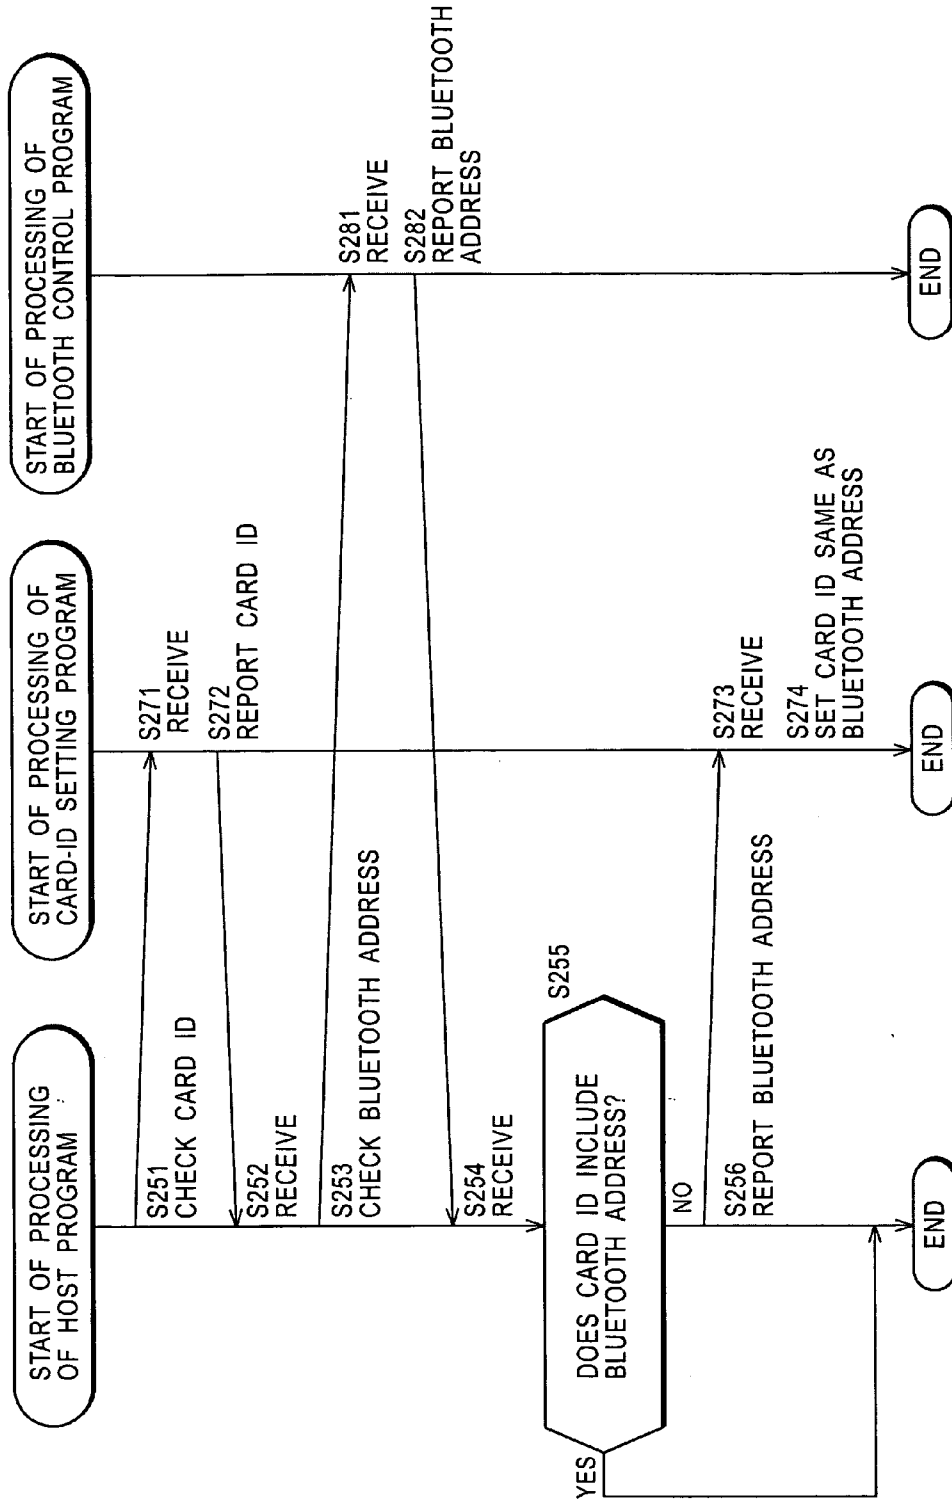 START OF PROCESSING
OF HOST PROGRAM
S251
CHECK CARD ID
S252
RECEIVE
S253
CHECK BLUETOOTH ADDRESS
S254
RECEIVE
S255
DOES CARD ID INCLUDE
BLUETOOTH ADDRESS?
YES
NO
S256
REPORT BLUETOOTH ADDRESS
END
START OF PROCESSING OF
CARD-ID SETTING PROGRAM
S271
RECEIVE
S272
REPORT CARD ID
S273
RECEIVE
S274
SET CARD ID SAME AS
BLUETOOTH ADDRESS
END
START OF PROCESSING OF
BLUETOOTH CONTROL PROGRAM
S281
RECEIVE
S282
REPORT BLUETOOTH
ADDRESS
END